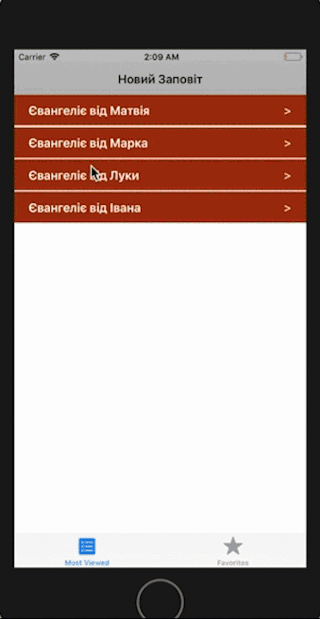 Carrier 2:09 AM
Новий Заповіт
Євангеліє від Матвія >
Євангеліє від Марка >
Євангеліє від Луки >
Євангеліє від Івана >
Most Viewed Favorites